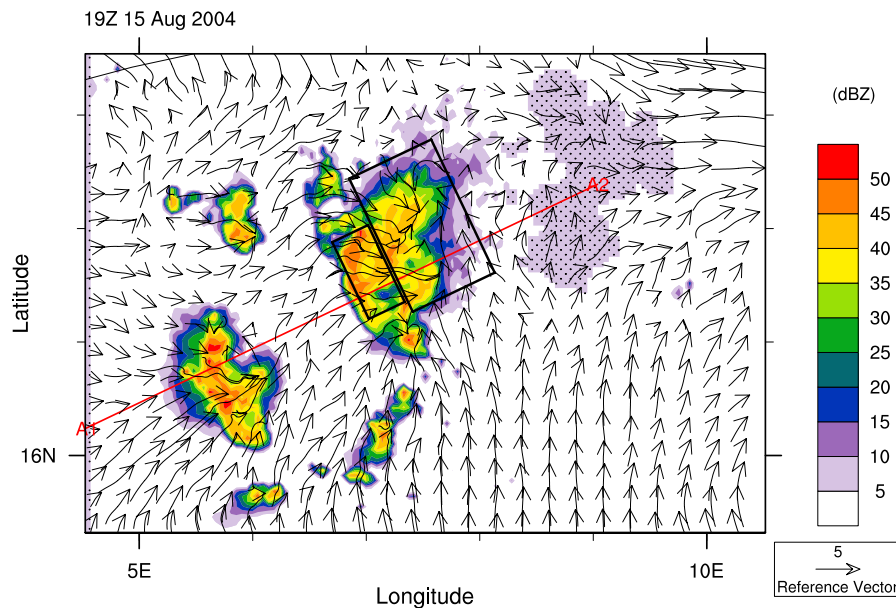 19Z 15 Aug 2004
(dBZ)
50
45
40
35
30
25
20
15
10
5
A2
A1
Latitude
16N
5E
10E
Longitude
5
Reference Vector